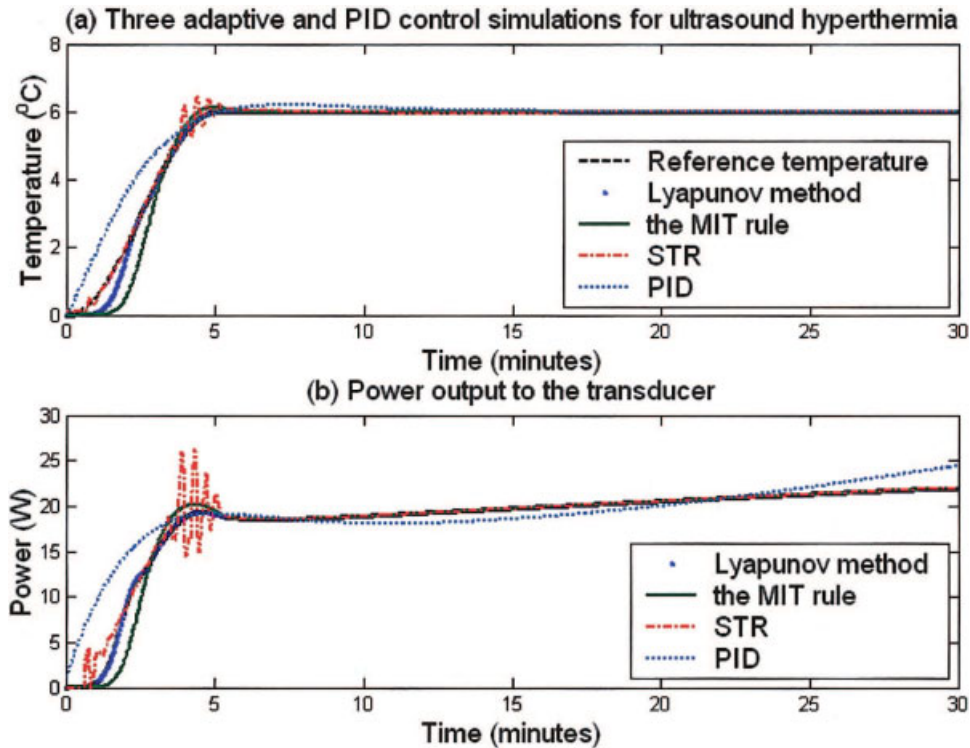 (a) Three adaptive and PID control simulations for ultrasound hyperthermia
8
6
4
2
0
Temperature (⁰C)
Reference temperature
Lyapunov method
the MIT rule
STR
PID
0 5 10 15 20 25 30
Time (minutes)
(b) Power output to the transducer
30
25
20
15
10
5
0
Power (W)
Lyapunov method
the MIT rule
STR
PID
0 5 10 15 20 25 30
Time (minutes)